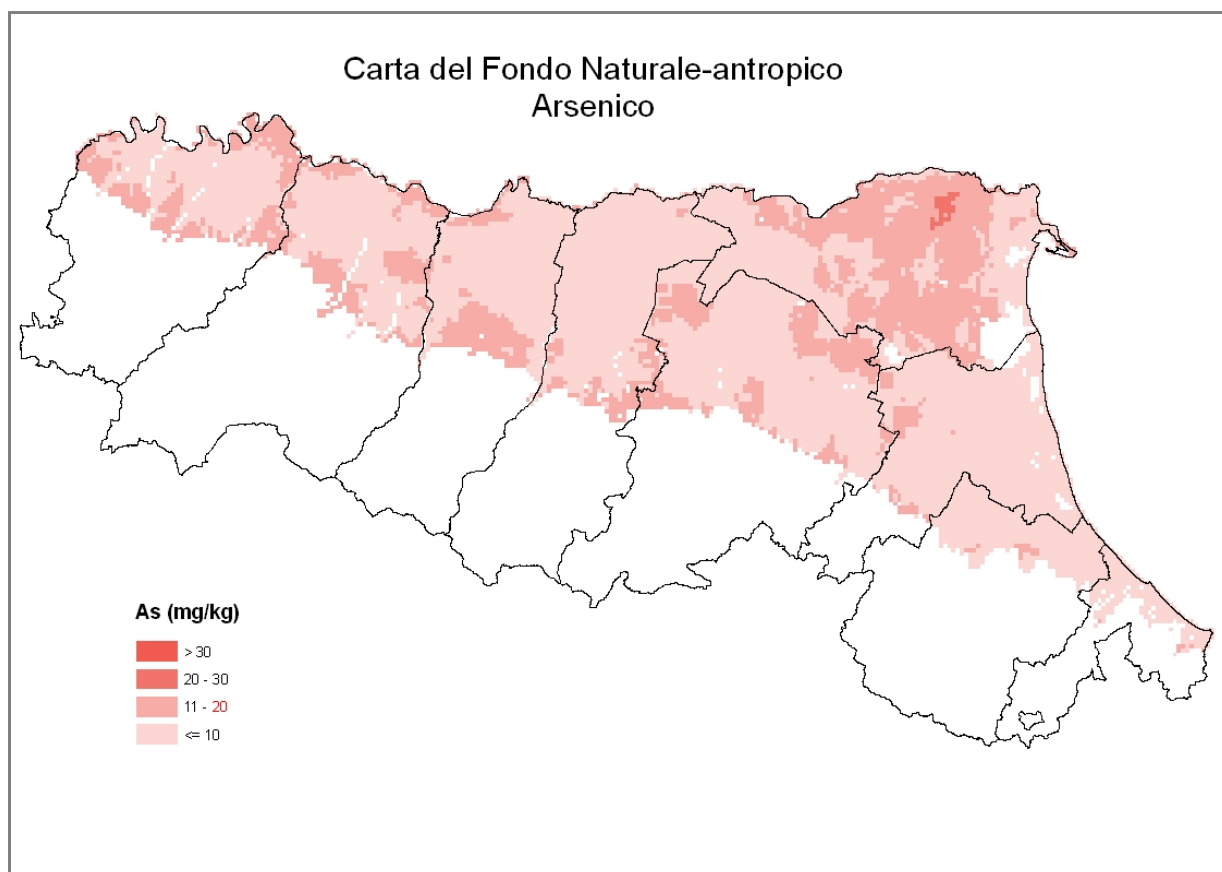 Carta del Fondo Naturale-antropico
Arsenico
As (mg/kg)
> 30
20 - 30
11 - 20
<= 10